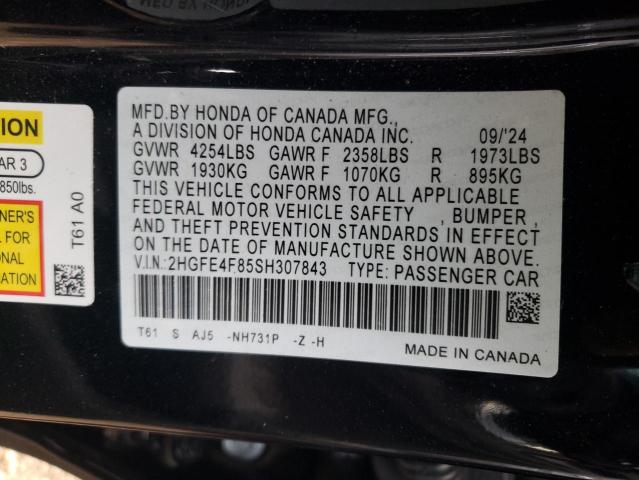 MFD.BY HONDA OF CANADA MFG.,
A DIVISION OF HONDA CANADA INC. 09/'24
GVWR 4254LBS GAWR F 2358LBS R 1973LBS
GVWR 1930KG GAWR F 1070KG R 895KG
THIS VEHICLE CONFORMS TO ALL APPLICABLE
FEDERAL MOTOR VEHICLE SAFETY , BUMPER ,
AND THEFT PREVENTION STANDARDS IN EFFECT
ON THE DATE OF MANUFACTURE SHOWN ABOVE.
V.I.N.:2HGFE4F85SH307843 TYPE: PASSENGER CAR
T61 S AJ5 -NH731P -Z -H
MADE IN CANADA
ION
AR 3
850lbs.
NER'S
L FOR
ONAL
MATION
T61 A0